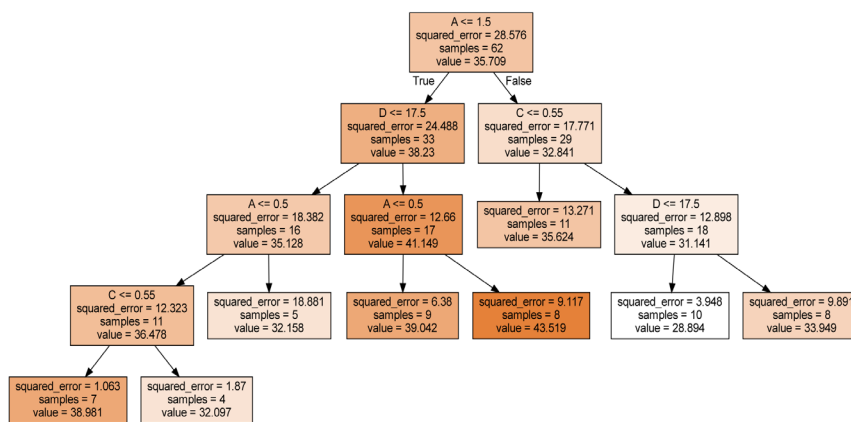 A <= 1.5
squared_error = 28.576
samples = 62
value = 35.709
True
False
D <= 17.5
squared_error = 24.488
samples = 33
value = 38.23
C <= 0.55
squared_error = 17.771
samples = 29
value = 32.841
A <= 0.5
squared_error = 18.382
samples = 16
value = 35.128
A <= 0.5
squared_error = 12.66
samples = 17
value = 41.149
squared_error = 13.271
samples = 11
value = 35.624
D <= 17.5
squared_error = 12.898
samples = 18
value = 31.141
C <= 0.55
squared_error = 12.323
samples = 11
value = 36.478
squared_error = 18.881
samples = 5
value = 32.158
squared_error = 6.38
samples = 9
value = 39.042
squared_error = 9.117
samples = 8
value = 43.519
squared_error = 3.948
samples = 10
value = 28.894
squared_error = 9.891
samples = 8
value = 33.949
squared_error = 1.063
samples = 7
value = 38.981
squared_error = 1.87
samples = 4
value = 32.097